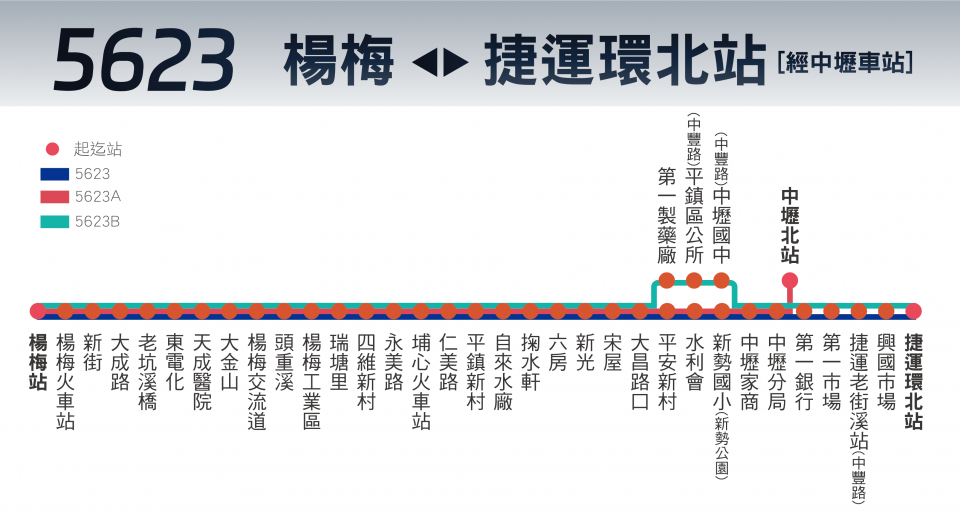 5623 楊梅 ◀▶ 捷運環北站 [經中壢車站]
起迄站
5623
5623A
5623B
第一製藥廠
(中豐路)平鎮區公所
(中豐路)中壢國中
中壢北站
楊梅站
楊梅火車站
新街
大成路
老坑溪橋
東電化
天成醫院
大金山
楊梅交流道
頭重溪
楊梅工業區
瑞塘里
四維新村
永美路
埔心火車站
仁美路
平鎮新村
自來水廠
掬水軒
六房
新光
宋屋
大昌路口
平安新村
水利會
新勢國小(新勢公園)
中壢家商
中壢分局
第一銀行
第一市場
捷運老街溪站(中豐路)
興國市場
捷運環北站